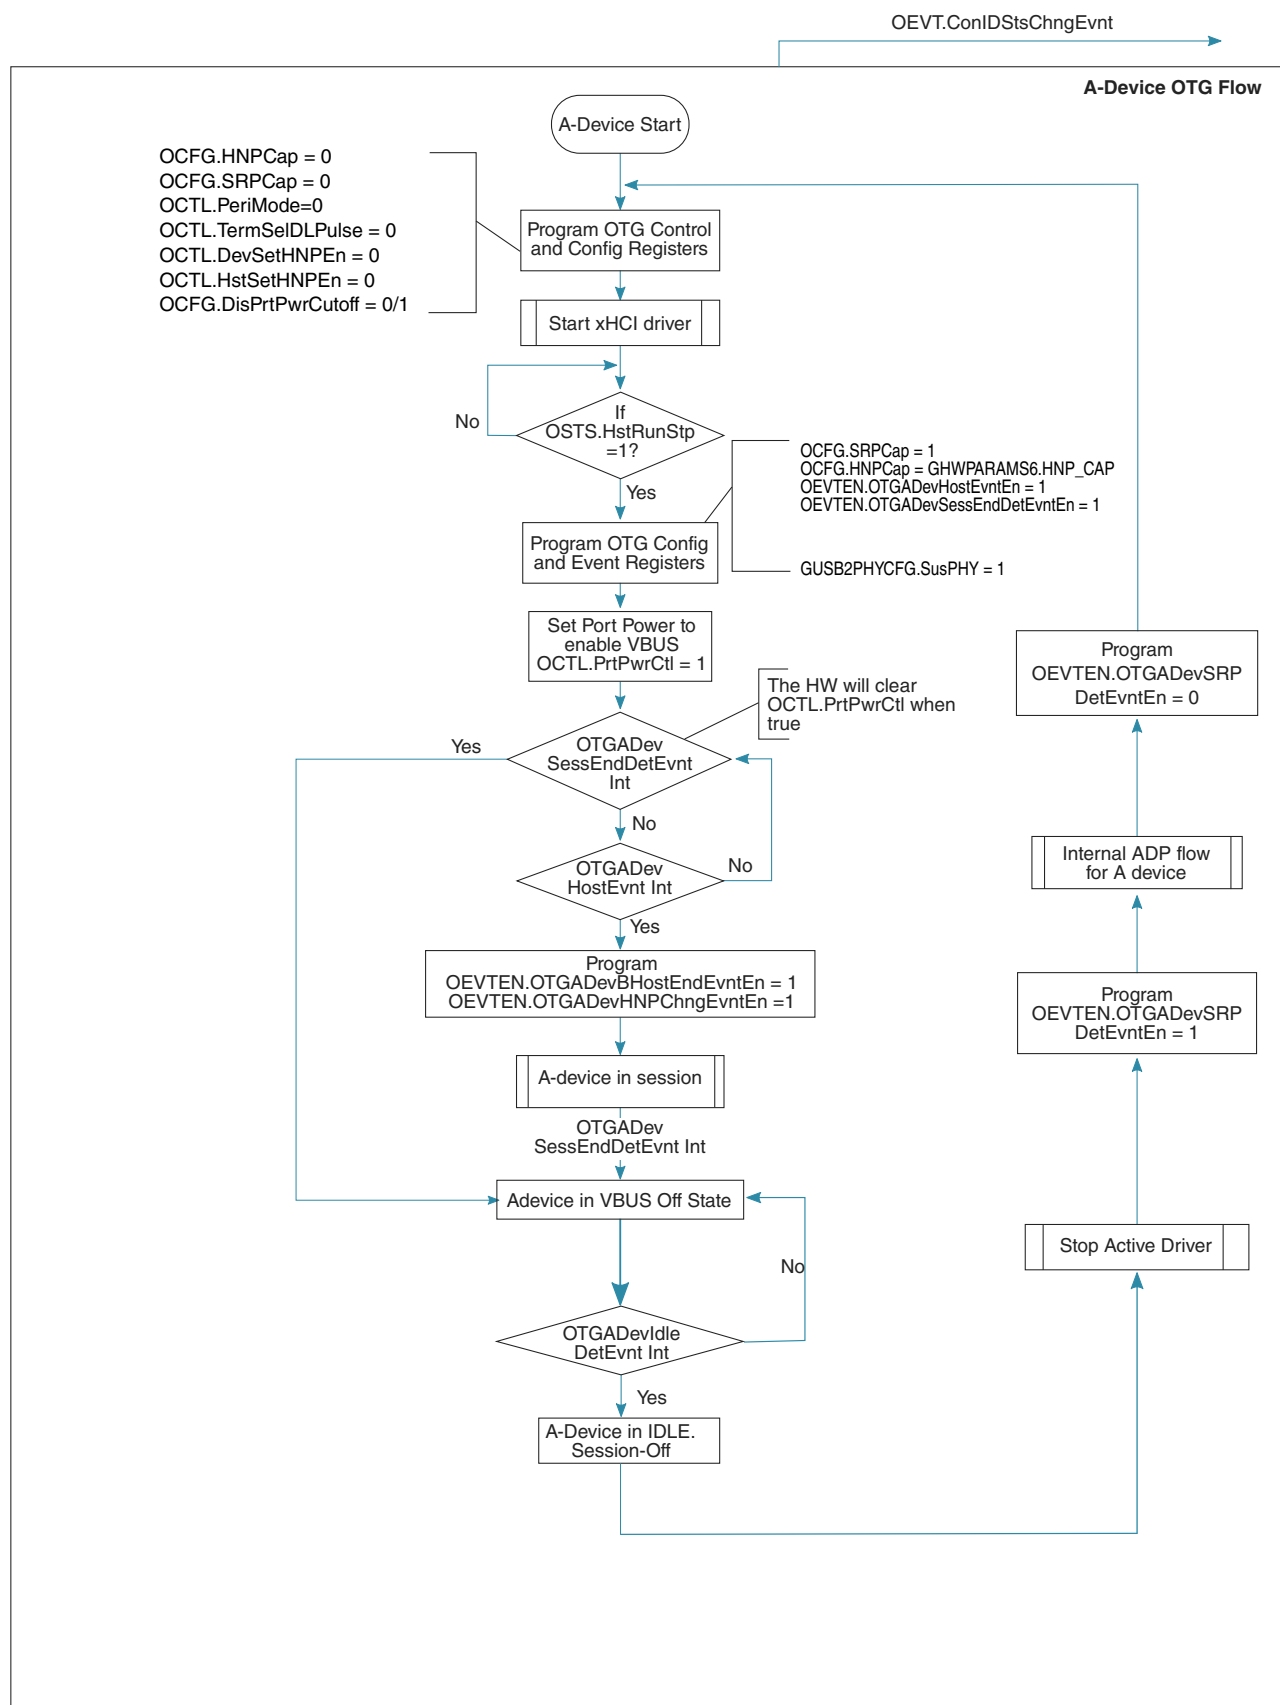 OEVT.ConIDStsChngEvnt
A-Device OTG Flow
A-Device Start
OCFG.HNPCap = 0
OCFG.SRPCap = 0
OCTL.PeriMode=0
OCTL.TermSelDLPulse = 0
OCTL.DevSetHNPEn = 0
OCTL.HstSetHNPEn = 0
OCFG.DisPrtPwrCutoff = 0/1
Program OTG Control
and Config Registers
Start xHCI driver
If
OSTS.HstRunStp
=1?
No
Yes
OCFG.SRPCap = 1
OCFG.HNPCap = GHWPARAMS6.HNP_CAP
OEVTEN.OTGADevHostEvntEn = 1
OEVTEN.OTGADevSessEndDetEvntEn = 1
GUSB2PHYCFG.SusPHY = 1
Program OTG Config
and Event Registers
Set Port Power to
enable VBUS
OCTL.PrtPwrCtl = 1
The HW will clear
OCTL.PrtPwrCtl when
true
OTGADev
SessEndDetEvnt
Int
Yes
No
OTGADev
HostEvnt Int
No
Yes
Program
OEVTEN.OTGADevBHostEndEvntEn = 1
OEVTEN.OTGADevHNPChngEvntEn =1
A-device in session
OTGADev
SessEndDetEvnt Int
Adevice in VBUS Off State
No
OTGADevIdle
DetEvnt Int
Yes
A-Device in IDLE.
Session-Off
Stop Active Driver
Program
OEVTEN.OTGADevSRP
DetEvntEn = 1
Internal ADP flow
for A device
Program
OEVTEN.OTGADevSRP
DetEvntEn = 0